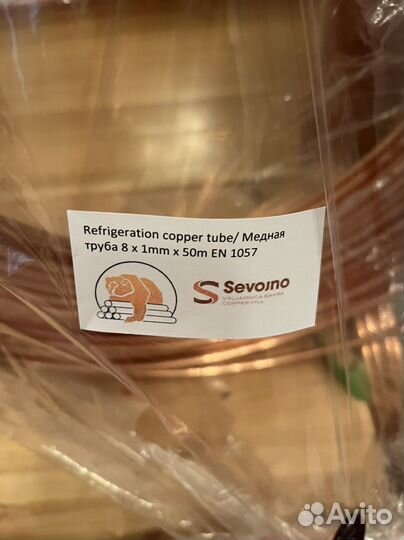 Refrigeration copper tube/ Медная
труба 8 x 1mm x 50m EN 1057
Sevojno
VALJAONICA BAKRA
COPPER MILL
Avito